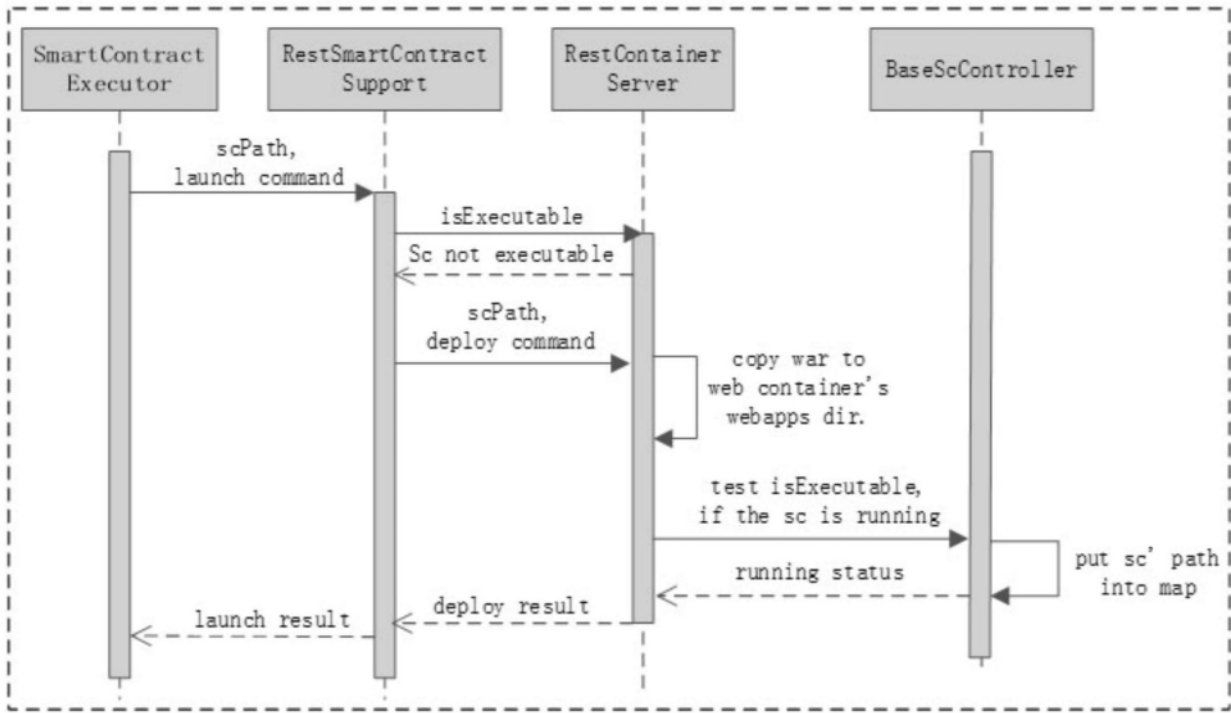 SmartContract
Executor
RestSmartContract
Support
RestContainer
Server
BaseScController
scPath,
launch command
isExecutable
Sc not executable
scPath,
deploy command
copy war to
web container's
webapps dir.
test isExecutable,
if the sc is running
put sc' path
into map
running status
deploy result
launch result